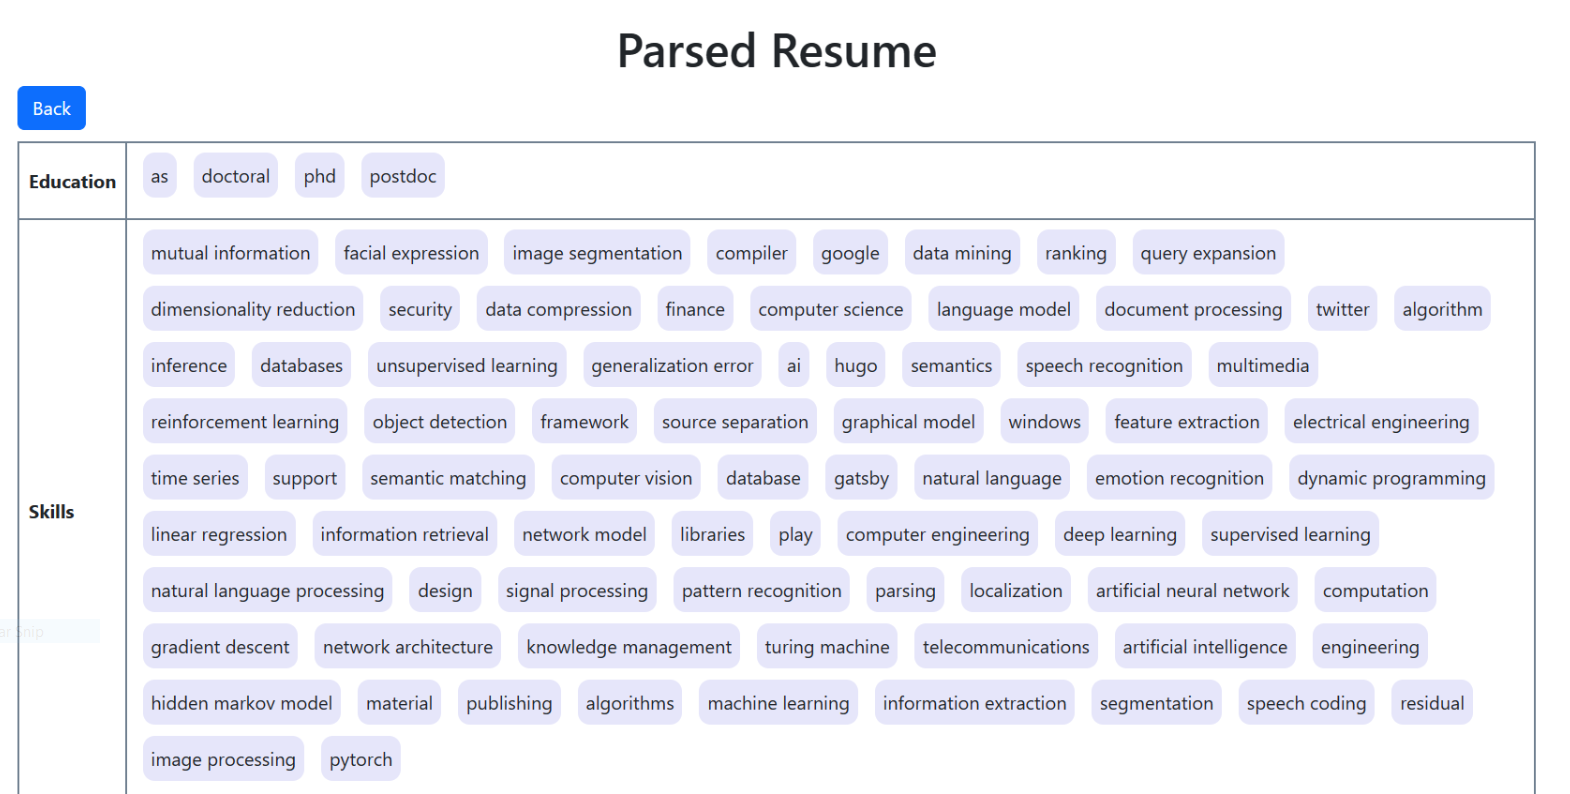 Parsed Resume
Back
Education as doctoral phd postdoc
mutual information facial expression image segmentation compiler google data mining ranking query expansion
dimensionality reduction security data compression finance computer science language model document processing twitter algorithm
inference databases unsupervised learning generalization error ai hugo semantics speech recognition multimedia
reinforcement learning object detection framework source separation graphical model windows feature extraction electrical engineering
time series support semantic matching computer vision database gatsby natural language emotion recognition dynamic programming
Skills
linear regression information retrieval network model libraries play computer engineering deep learning supervised learning
natural language processing design signal processing pattern recognition parsing localization artificial neural network computation
ar Snip
gradient descent network architecture knowledge management turing machine telecommunications artificial intelligence engineering
hidden markov model material publishing algorithms machine learning information extraction segmentation speech coding residual
image processing pytorch